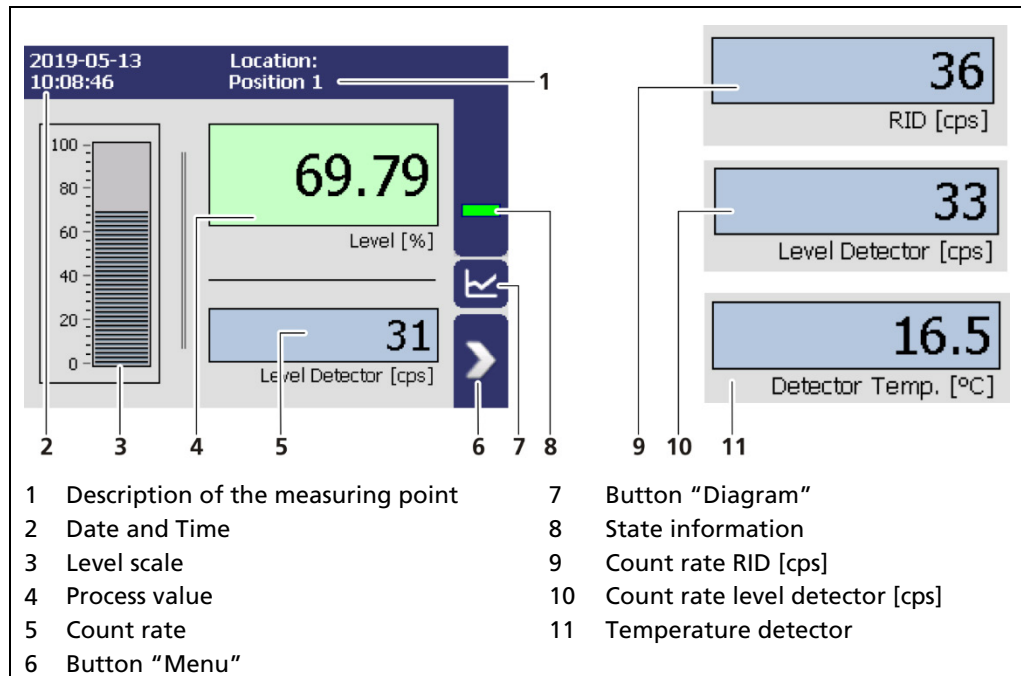 2019-05-13
10:08:46
Location:
Position 1
1
100
80
60
40
20
0
69.79
Level [%]
31
Level Detector [cps]
2
3
4
5
6
7
8
36
RID [cps]
33
Level Detector [cps]
16.5
Detector Temp. [°C]
9
10
11
1 Description of the measuring point
2 Date and Time
3 Level scale
4 Process value
5 Count rate
6 Button “Menu”
7 Button “Diagram”
8 State information
9 Count rate RID [cps]
10 Count rate level detector [cps]
11 Temperature detector